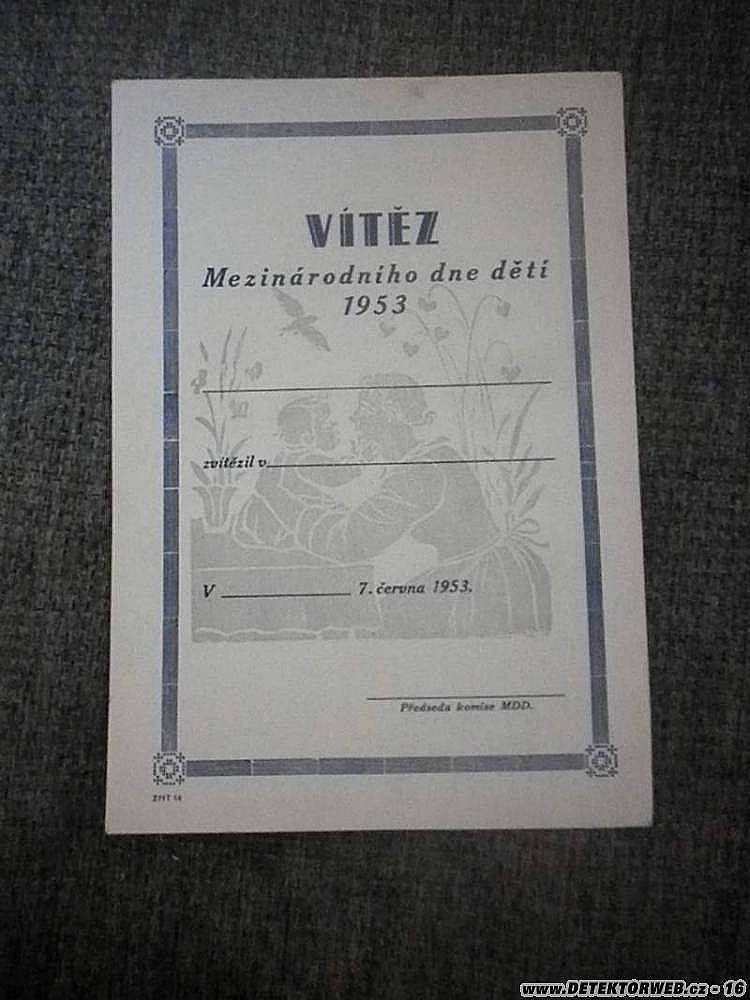 VÍTĚZ
Mezinárodního dne dětí
1953
zvítězil v
V 7. června 1953.
Předseda komise MDD.
www.DETEKTORWEB.cz - 16